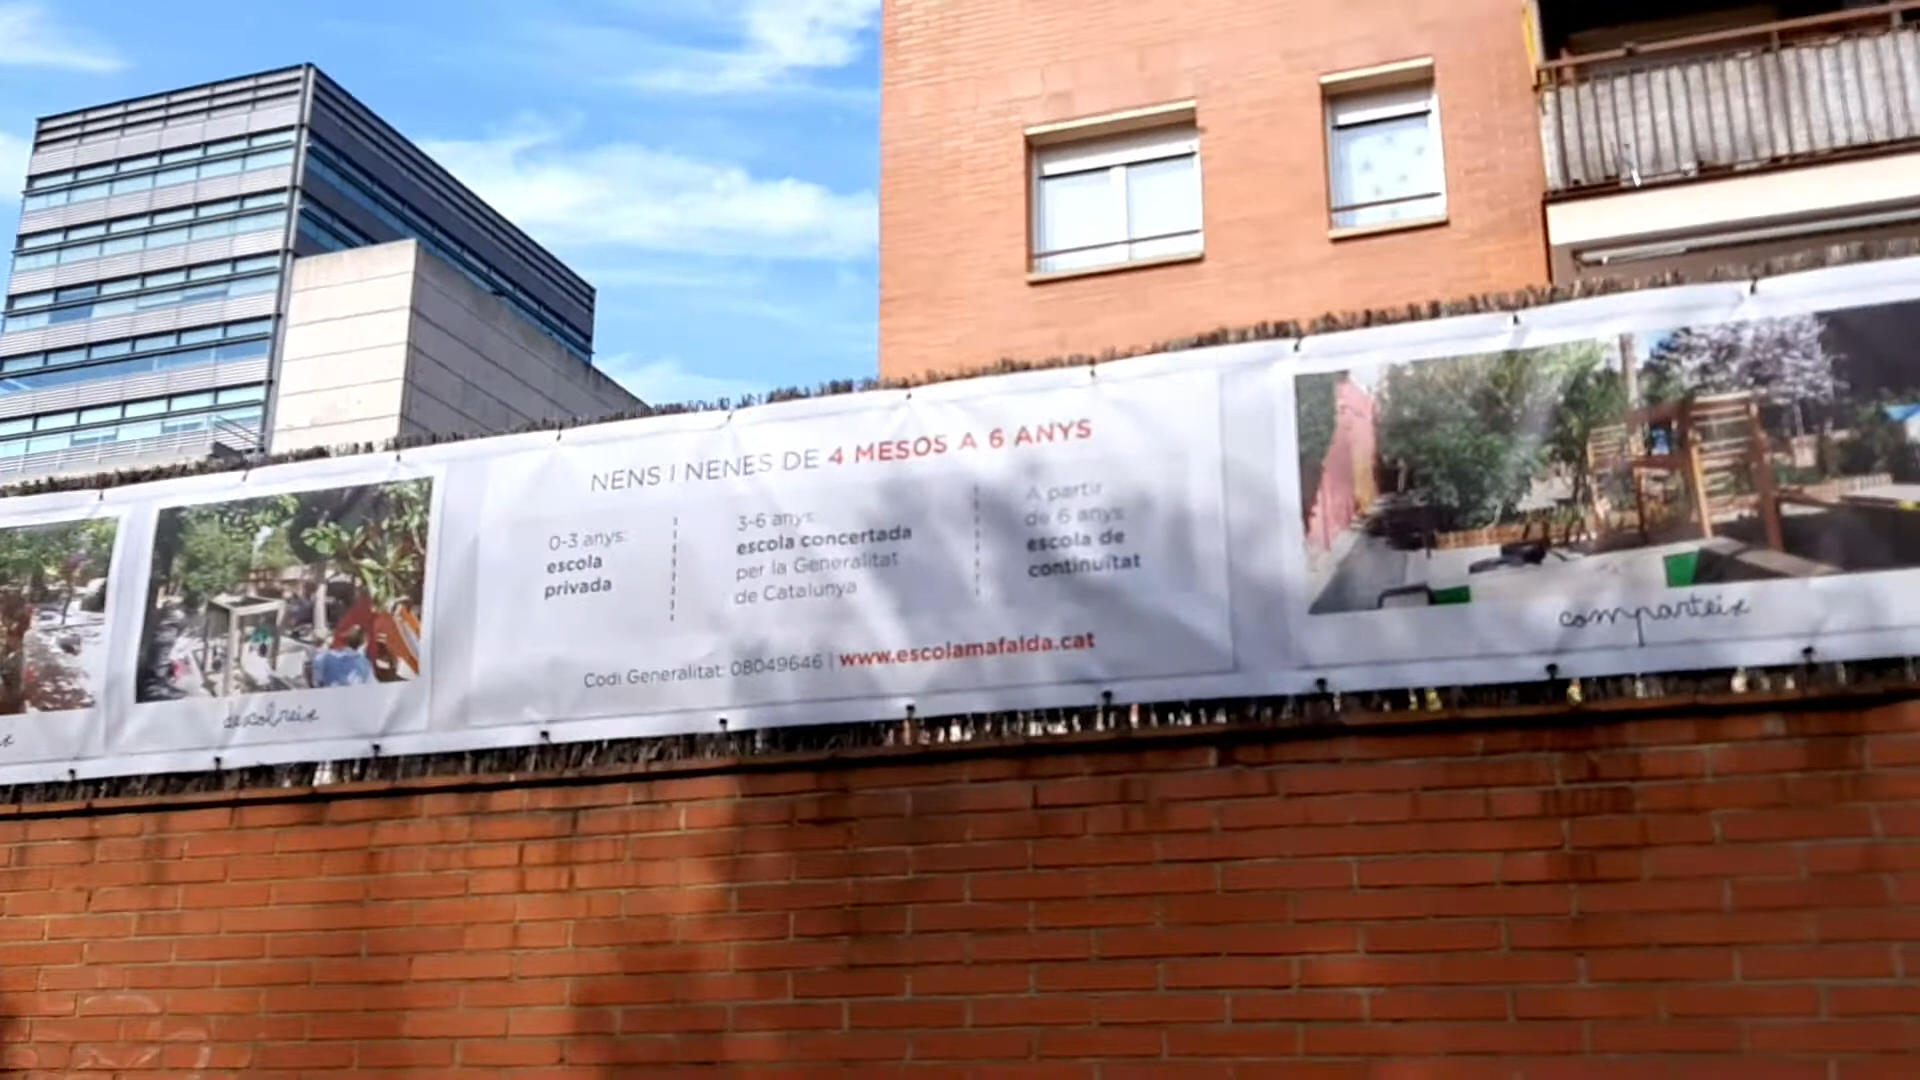 NENS I NENES DE 4 MESOS A 6 ANYS
0-3 anys:
escola
privada
3-6 anys:
escola concertada
per la Generalitat
de Catalunya
A partir
de 6 anys:
escola de
continuïtat
Codi Generalitat: 08049646 | www.escolamafalda.cat
descobreix
comparteix